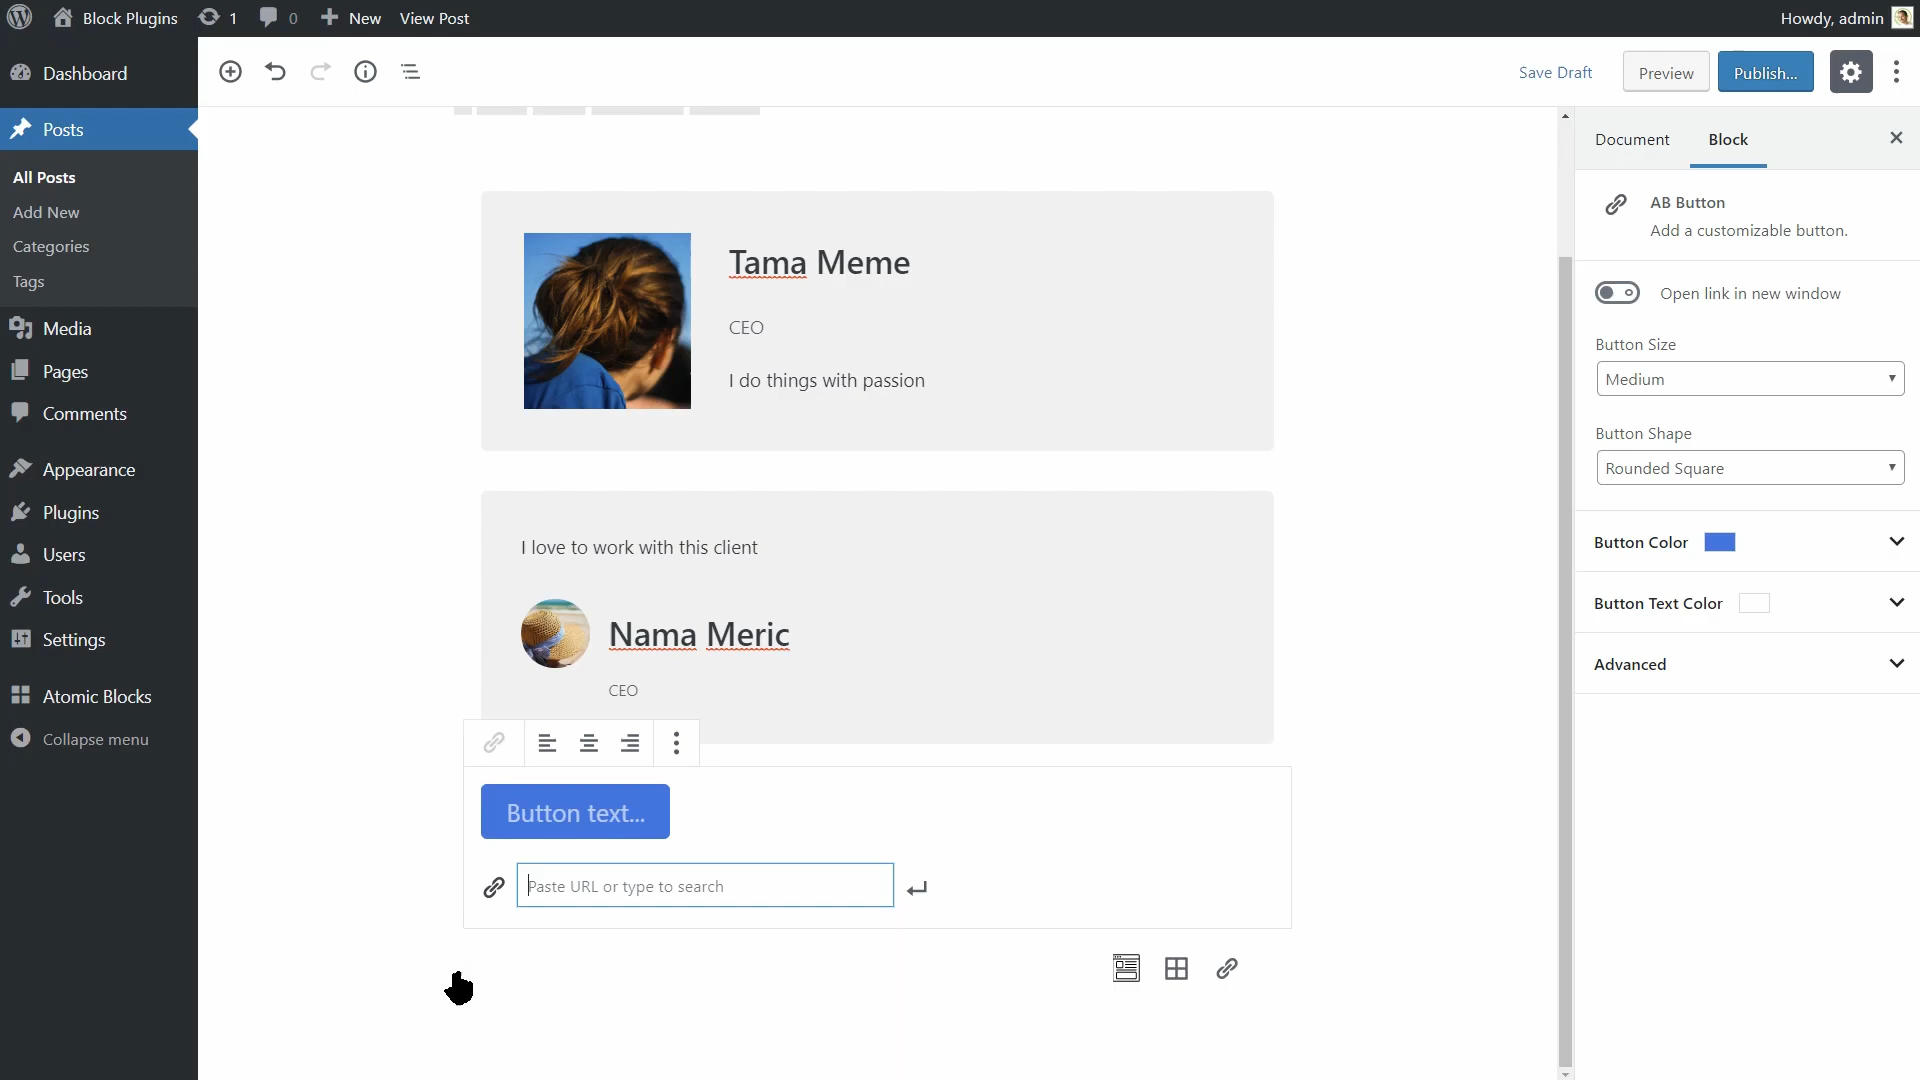 Block Plugins
1
0
New
View Post
Howdy, admin
Dashboard
Posts
All Posts
Add New
Categories
Tags
Media
Pages
Comments
Appearance
Plugins
Users
Tools
Settings
Atomic Blocks
Collapse menu
Save Draft
Preview
Publish...
Tama Meme
CEO
I do things with passion
I love to work with this client
Nama Meric
CEO
Button text...
Paste URL or type to search
Document
Block
AB Button
Add a customizable button.
Open link in new window
Button Size
Medium
Button Shape
Rounded Square
Button Color
Button Text Color
Advanced